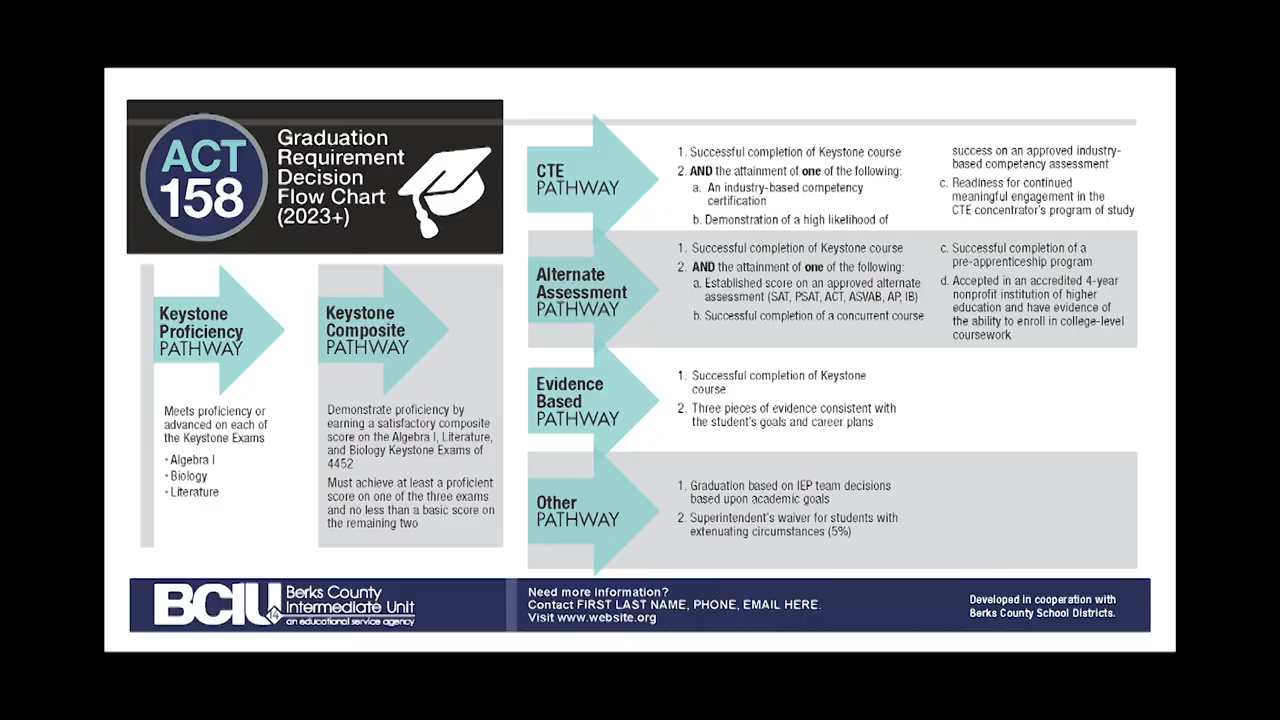 ACT
158
Graduation
Requirement
Decision
Flow Chart
(2023+)
Keystone
Proficiency
PATHWAY
Meets proficiency or
advanced on each of
the Keystone Exams
• Algebra I
• Biology
• Literature
Keystone
Composite
PATHWAY
Demonstrate proficiency by
earning a satisfactory composite
score on the Algebra I, Literature,
and Biology Keystone Exams of
4452
Must achieve at least a proficient
score on one of the three exams
and no less than a basic score on
the remaining two
CTE
PATHWAY
1. Successful completion of Keystone course
2. AND the attainment of one of the following:
a. An industry-based competency
certification
b. Demonstration of a high likelihood of
success on an approved industry-
based competency assessment
c. Readiness for continued
meaningful engagement in the
CTE concentrator's program of study
Alternate
Assessment
PATHWAY
1. Successful completion of Keystone course
2. AND the attainment of one of the following:
a. Established score on an approved alternate
assessment (SAT, PSAT, ACT, ASVAB, AP, IB)
b. Successful completion of a concurrent course
c. Successful completion of a
pre-apprenticeship program
d. Accepted in an accredited 4-year
nonprofit institution of higher
education and have evidence of
the ability to enroll in college-level
coursework
Evidence
Based
PATHWAY
1. Successful completion of Keystone
course
2. Three pieces of evidence consistent with
the student's goals and career plans
Other
PATHWAY
1. Graduation based on IEP team decisions
based upon academic goals
2. Superintendent's waiver for students with
extenuating circumstances (5%)
BCIU
14
Berks County
Intermediate Unit
an educational service agency
Need more information?
Contact FIRST LAST NAME, PHONE, EMAIL HERE.
Visit www.website.org
Developed in cooperation with
Berks County School Districts.